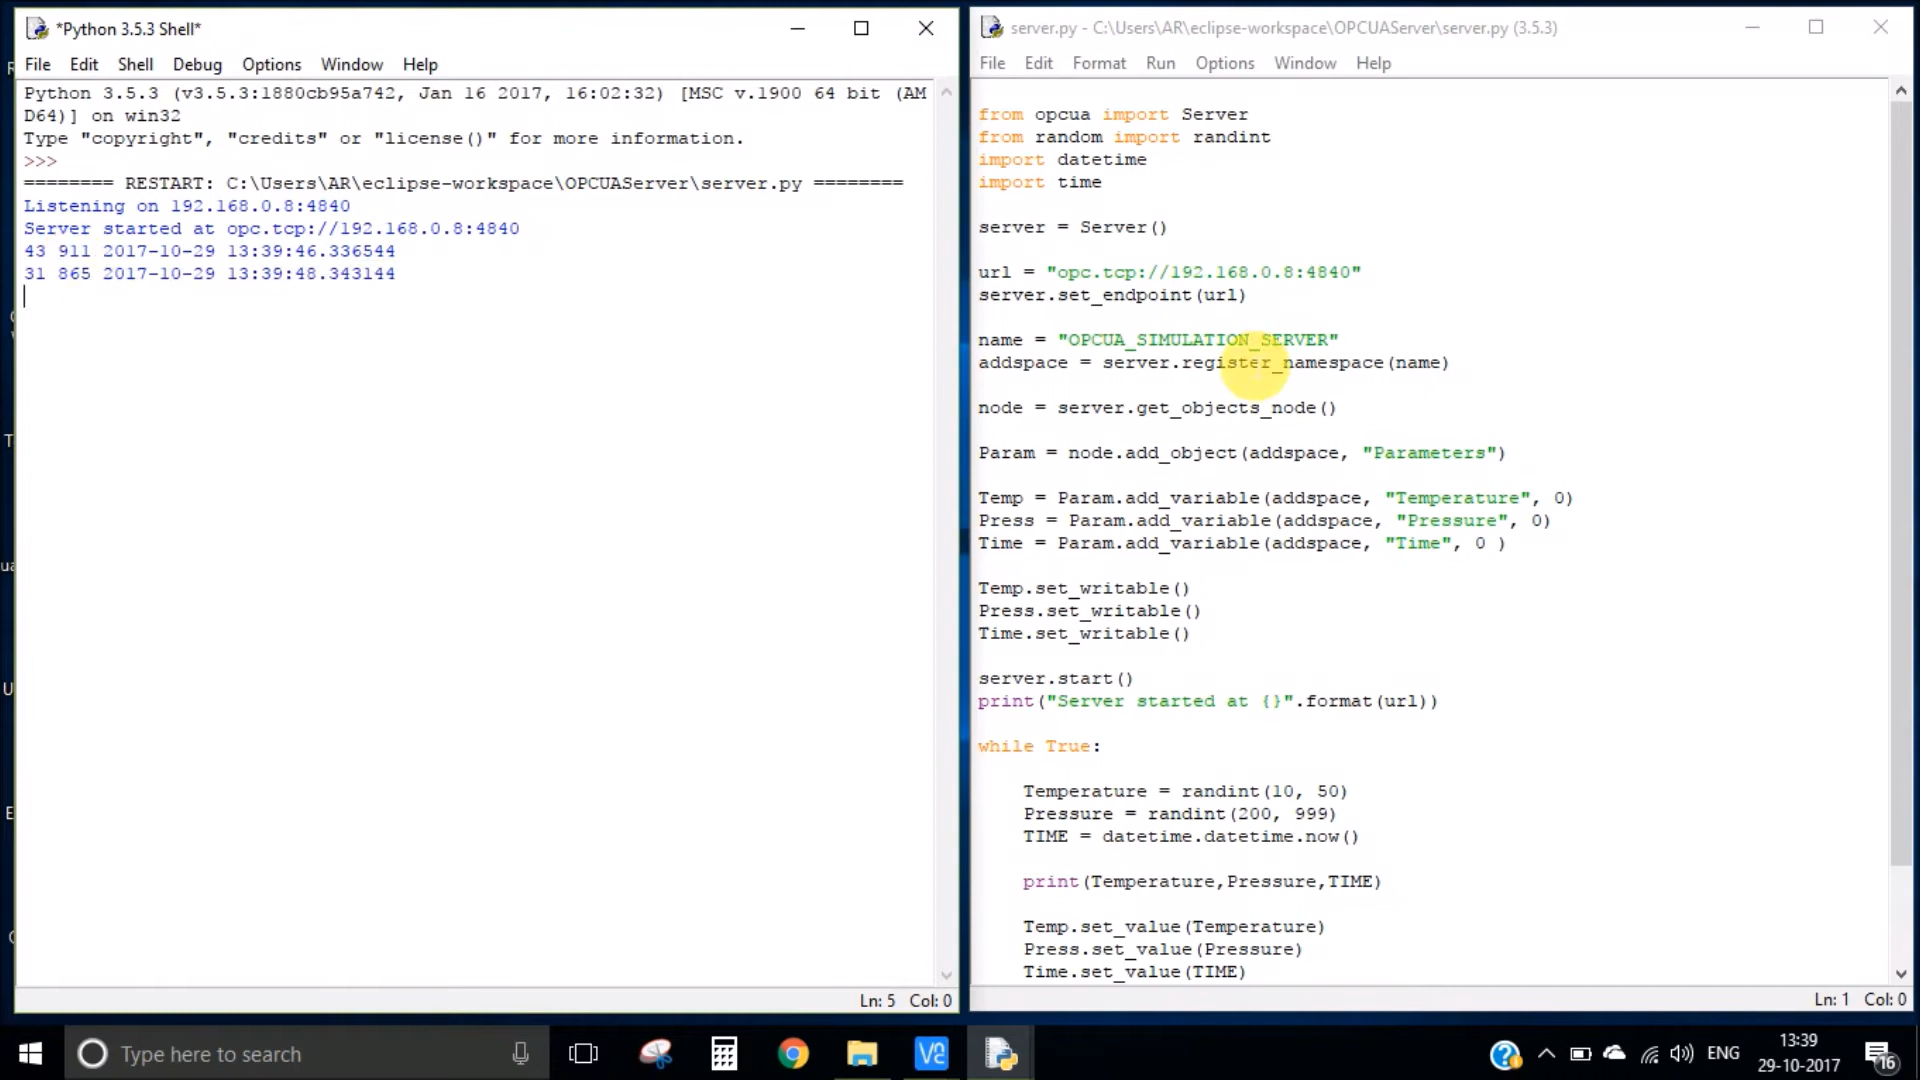 *Python 3.5.3 Shell*
File Edit Shell Debug Options Window Help
Python 3.5.3 (v3.5.3:1880cb95a742, Jan 16 2017, 16:02:32) [MSC v.1900 64 bit (AM
D64)] on win32
Type "copyright", "credits" or "license()" for more information.
>>>
======== RESTART: C:\Users\AR\eclipse-workspace\OPCUAServer\server.py ========
Listening on 192.168.0.8:4840
Server started at opc.tcp://192.168.0.8:4840
43 911 2017-10-29 13:39:46.336544
31 865 2017-10-29 13:39:48.343144
Ln: 5 Col: 0
server.py - C:\Users\AR\eclipse-workspace\OPCUAServer\server.py (3.5.3)
File Edit Format Run Options Window Help
from opcua import Server
from random import randint
import datetime
import time
server = Server()
url = "opc.tcp://192.168.0.8:4840"
server.set_endpoint(url)
name = "OPCUA_SIMULATION_SERVER"
addspace = server.register_namespace(name)
node = server.get_objects_node()
Param = node.add_object(addspace, "Parameters")
Temp = Param.add_variable(addspace, "Temperature", 0)
Press = Param.add_variable(addspace, "Pressure", 0)
Time = Param.add_variable(addspace, "Time", 0 )
Temp.set_writable()
Press.set_writable()
Time.set_writable()
server.start()
print("Server started at {}".format(url))
while True:
Temperature = randint(10, 50)
Pressure = randint(200, 999)
TIME = datetime.datetime.now()
print(Temperature,Pressure,TIME)
Temp.set_value(Temperature)
Press.set_value(Pressure)
Time.set_value(TIME)
Ln: 1 Col: 0
Type here to search
ENG
13:39
29-10-2017
16